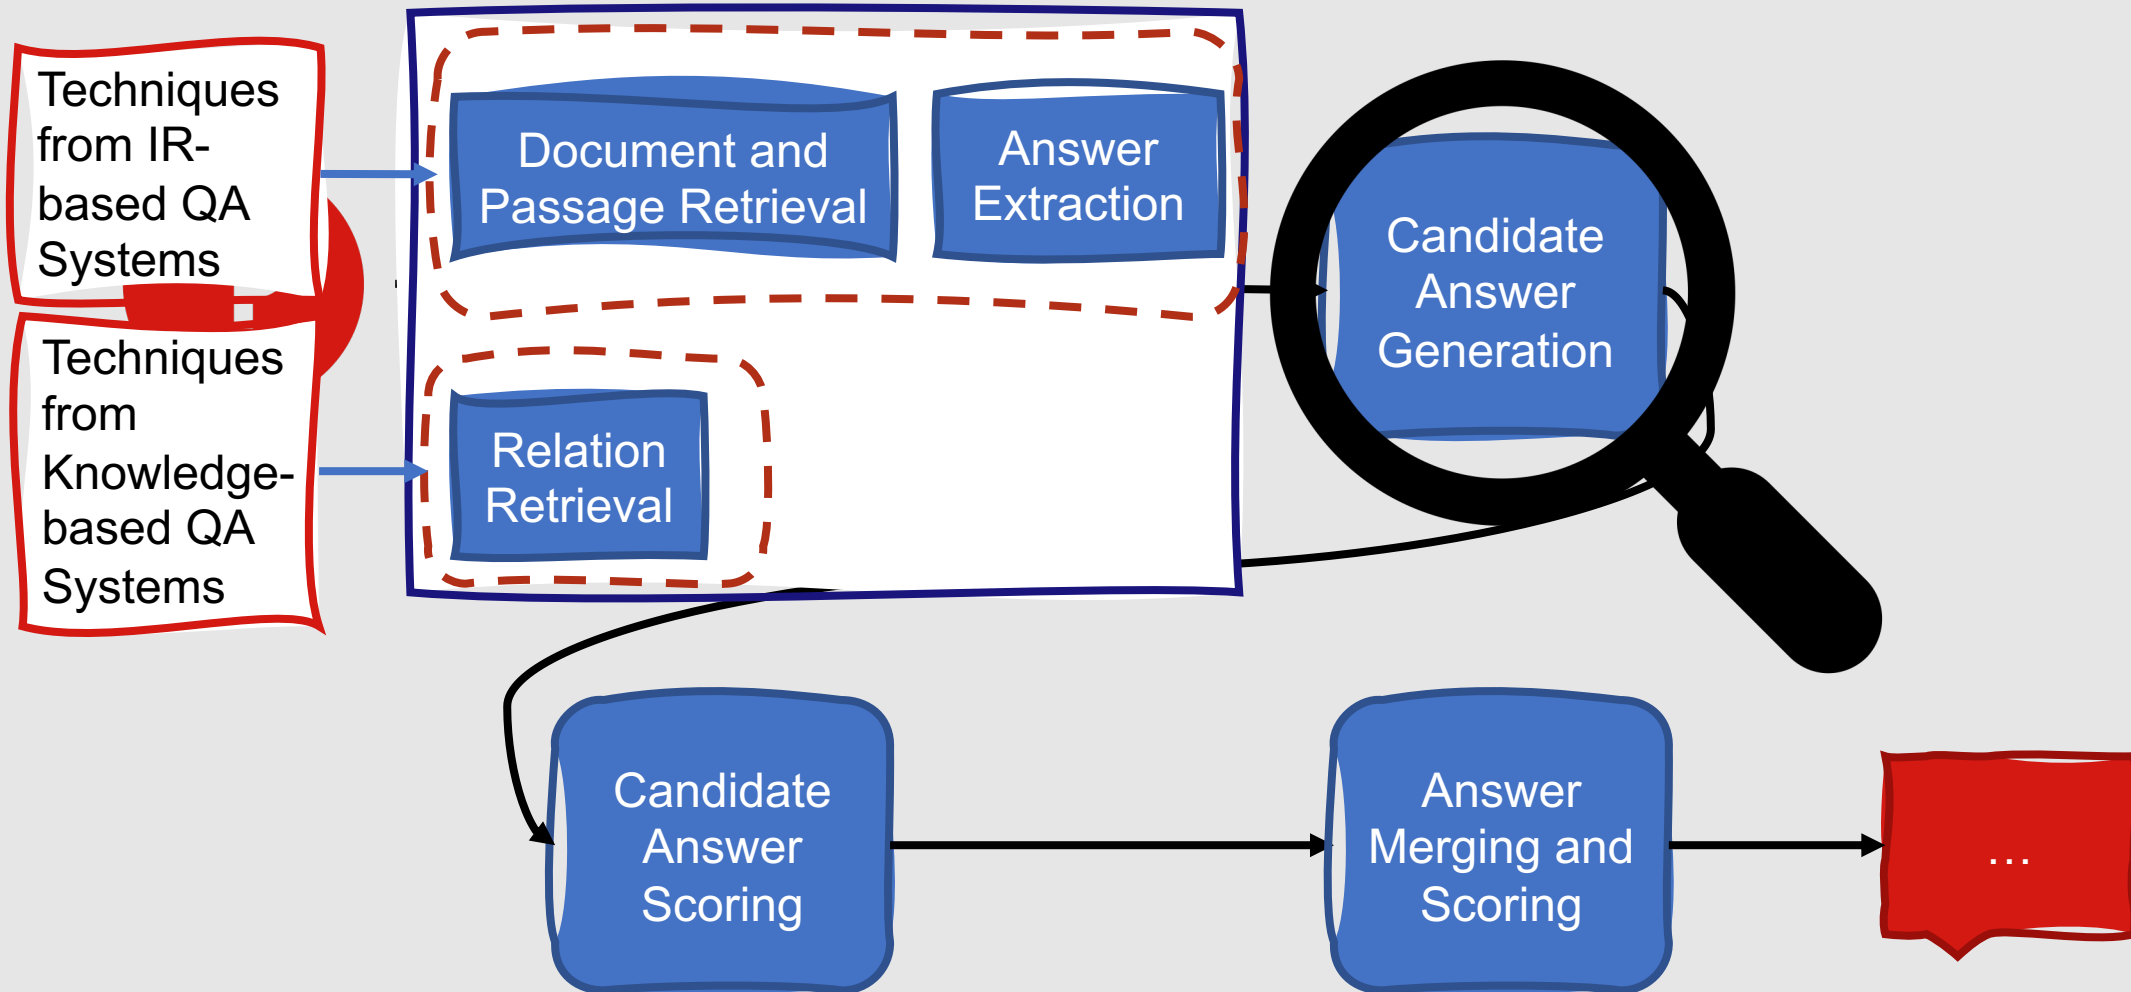 Techniques
from IR-
based QA
Systems
Document and
Passage Retrieval
Answer
Extraction
Candidate
Answer
Generation
Techniques
from
Knowledge-
based QA
Systems
Relation
Retrieval
Candidate
Answer
Scoring
Answer
Merging and
Scoring
…